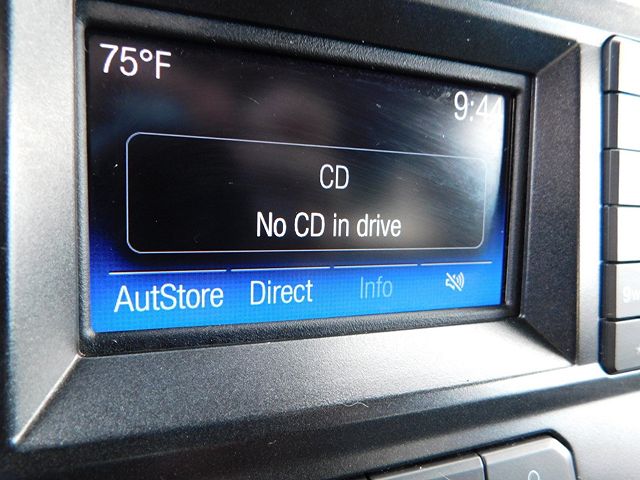 75°F
9:44
CD
No CD in drive
AutStore Direct Info